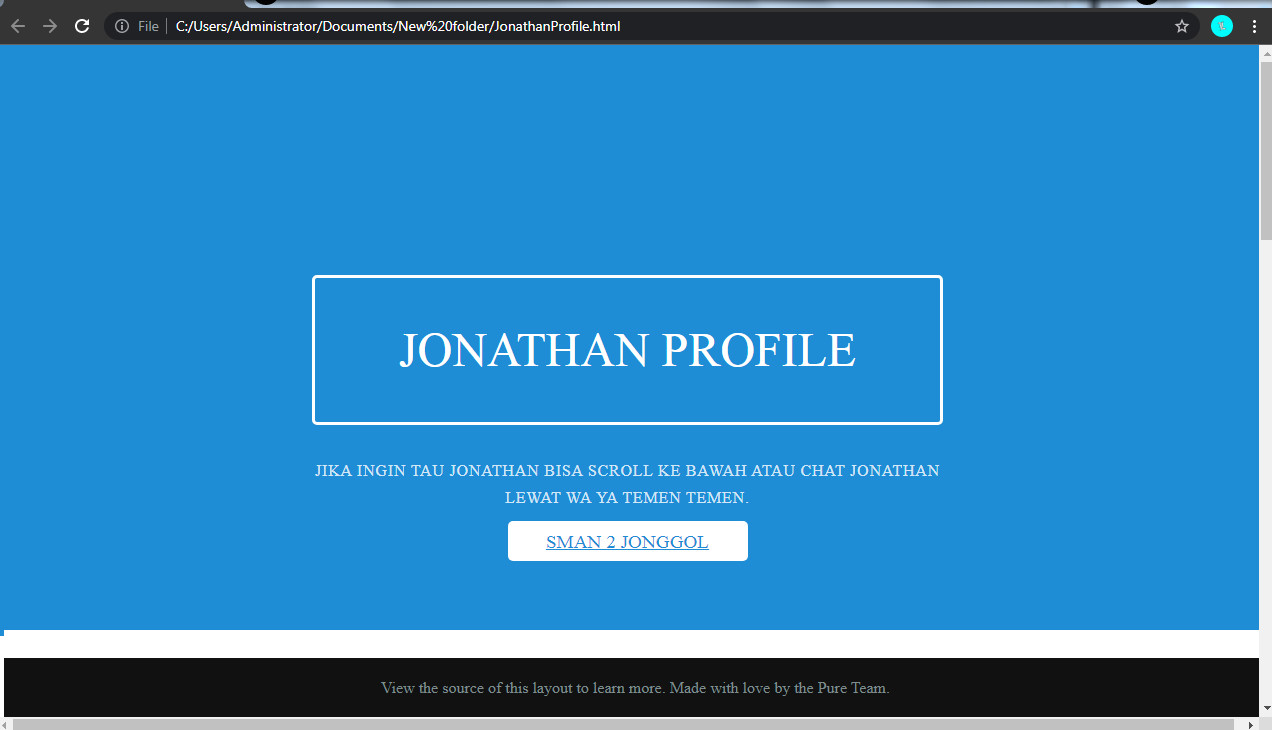 File
C:/Users/Administrator/Documents/New%20folder/JonathanProfile.html
JONATHAN PROFILE
JIKA INGIN TAU JONATHAN BISA SCROLL KE BAWAH ATAU CHAT JONATHAN
LEWAT WA YA TEMEN TEMEN.
SMAN 2 JONGGOL
View the source of this layout to learn more. Made with love by the Pure Team.